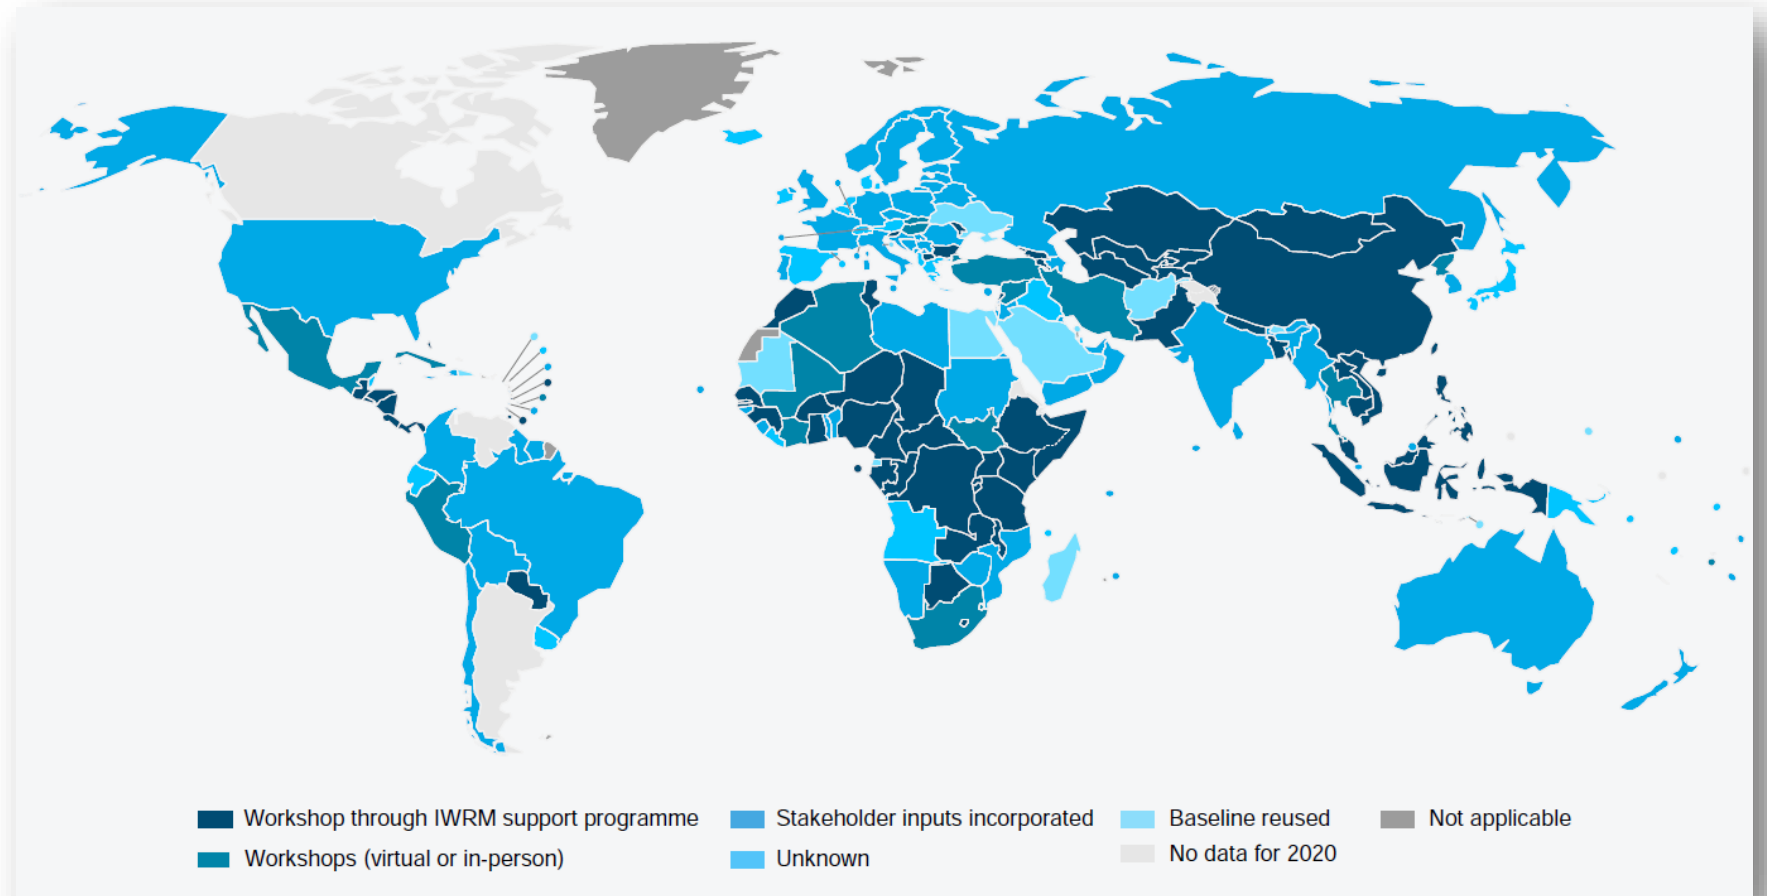 Workshop through IWRM support programme
Workshops (virtual or in-person)
Stakeholder inputs incorporated
Unknown
Baseline reused
No data for 2020
Not applicable